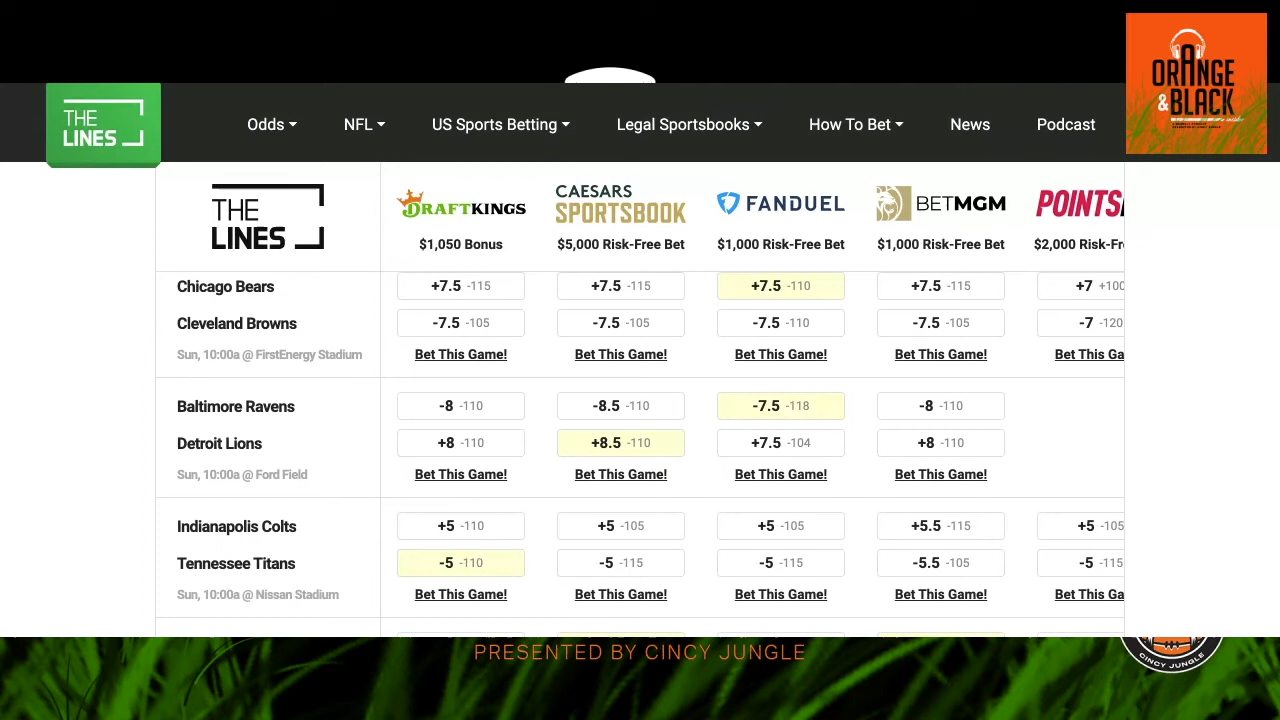 ORANGE
&BLACK
THE
LINES
Odds NFL US Sports Betting Legal Sportsbooks How To Bet News Podcast
THE
LINES
DRAFTKINGS CAESARS SPORTSBOOK FANDUEL BETMGM POINTS
$1,050 Bonus $5,000 Risk-Free Bet $1,000 Risk-Free Bet $1,000 Risk-Free Bet $2,000 Risk-Fr
Chicago Bears +7.5 -115 +7.5 -115 +7.5 -110 +7.5 -115 +7 +100
Cleveland Browns -7.5 -105 -7.5 -105 -7.5 -110 -7.5 -105 -7 -120
Sun, 10:00a @ FirstEnergy Stadium Bet This Game! Bet This Game! Bet This Game! Bet This Game! Bet This Ga
Baltimore Ravens -8 -110 -8.5 -110 -7.5 -118 -8 -110
Detroit Lions +8 -110 +8.5 -110 +7.5 -104 +8 -110
Sun, 10:00a @ Ford Field Bet This Game! Bet This Game! Bet This Game! Bet This Game!
Indianapolis Colts +5 -110 +5 -105 +5 -105 +5.5 -115 +5 -105
Tennessee Titans -5 -110 -5 -115 -5 -115 -5.5 -105 -5 -115
Sun, 10:00a @ Nissan Stadium Bet This Game! Bet This Game! Bet This Game! Bet This Game! Bet This Ga
PRESENTED BY CINCY JUNGLE
CINCY JUNGLE